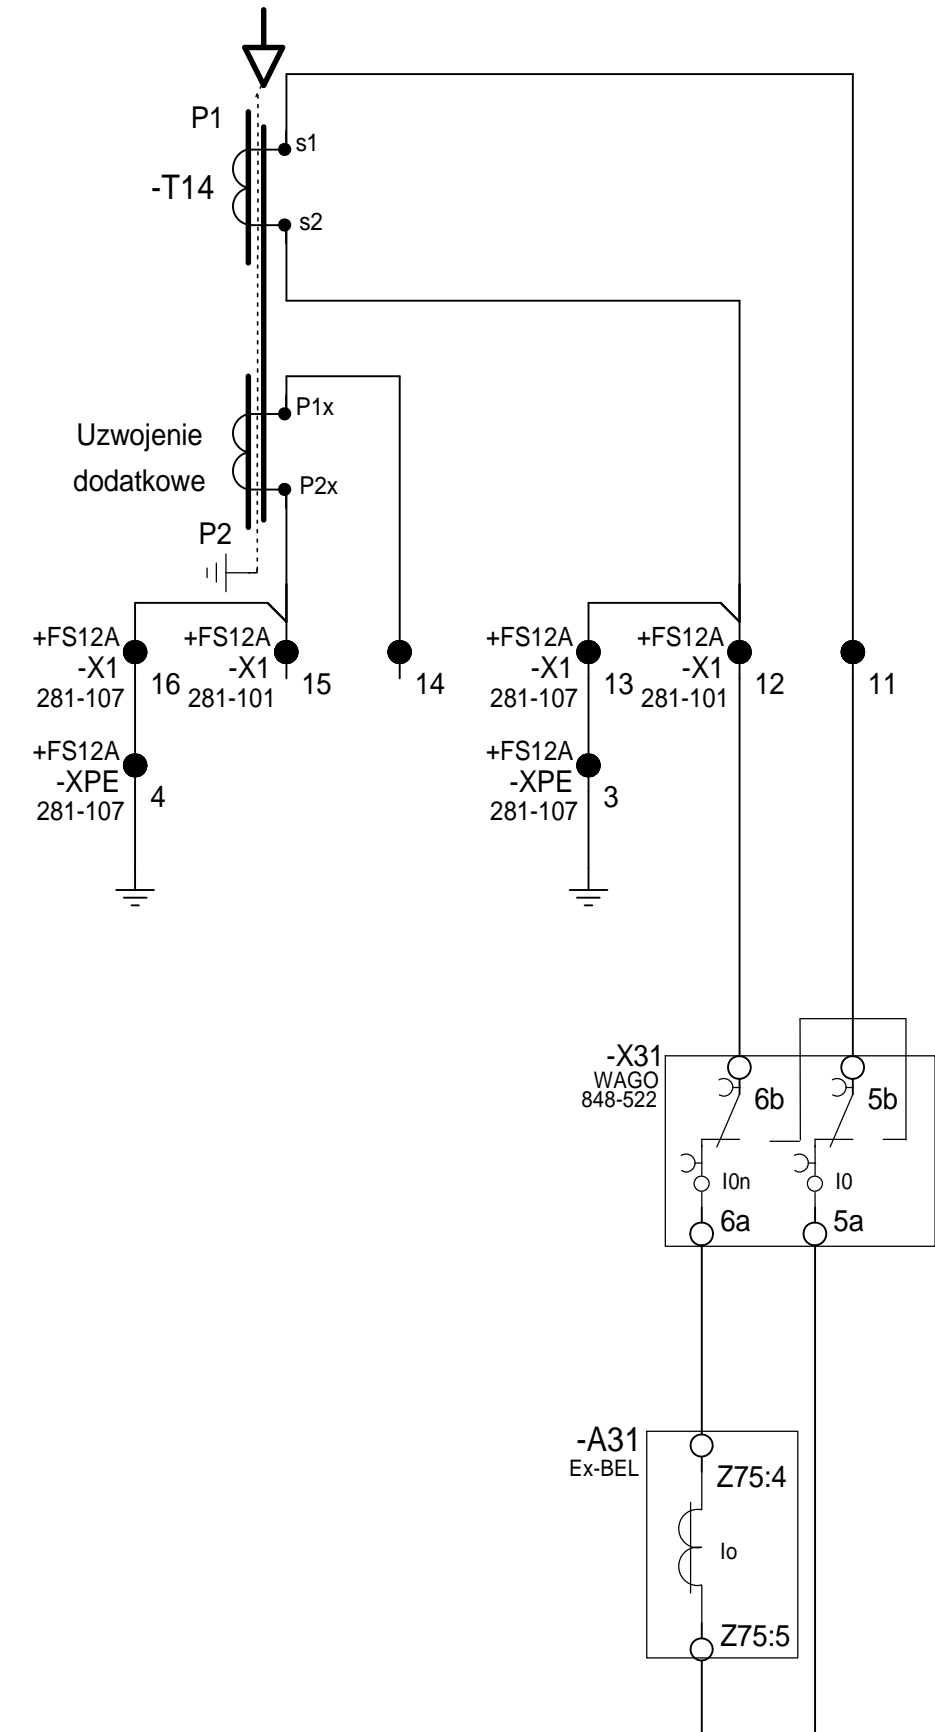 P1
s1
-T14
s2
P1x
Uzwojenie
dodatkowe
P2x
P2
+FS12A
-X1
281-107
16
+FS12A
-X1
281-101
15
14
+FS12A
-X1
281-107
13
+FS12A
-X1
281-101
12
11
+FS12A
-XPE
281-107
4
+FS12A
-XPE
281-107
3
-X31
WAGO
848-522
6b
5b
I0n
I0
6a
5a
-A31
Ex-BEL
Z75:4
Io
Z75:5